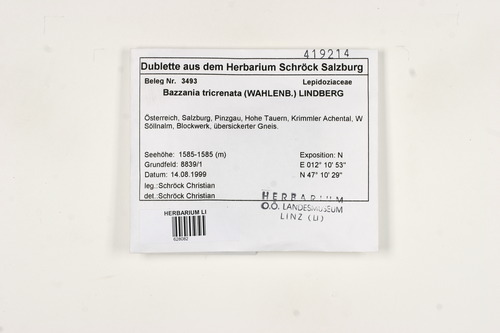 419214
Dublette aus dem Herbarium Schröck Salzburg
Beleg Nr. 3493 Lepidoziaceae
Bazzania tricrenata (WAHLENB.) LINDBERG
Österreich, Salzburg, Pinzgau, Hohe Tauern, Krimmler Achental, W
Söllnalm, Blockwerk, übersickerter Gneis.
Seehöhe: 1585-1585 (m) Exposition: N
Grundfeld: 8839/1 E 012° 10' 53"
Datum: 14.08.1999 N 47° 10' 29"
leg.:Schröck Christian
det.:Schröck Christian
HERBARIUM
O.Ö. LANDESMUSEUM
LINZ (LI)
HERBARIUM LI